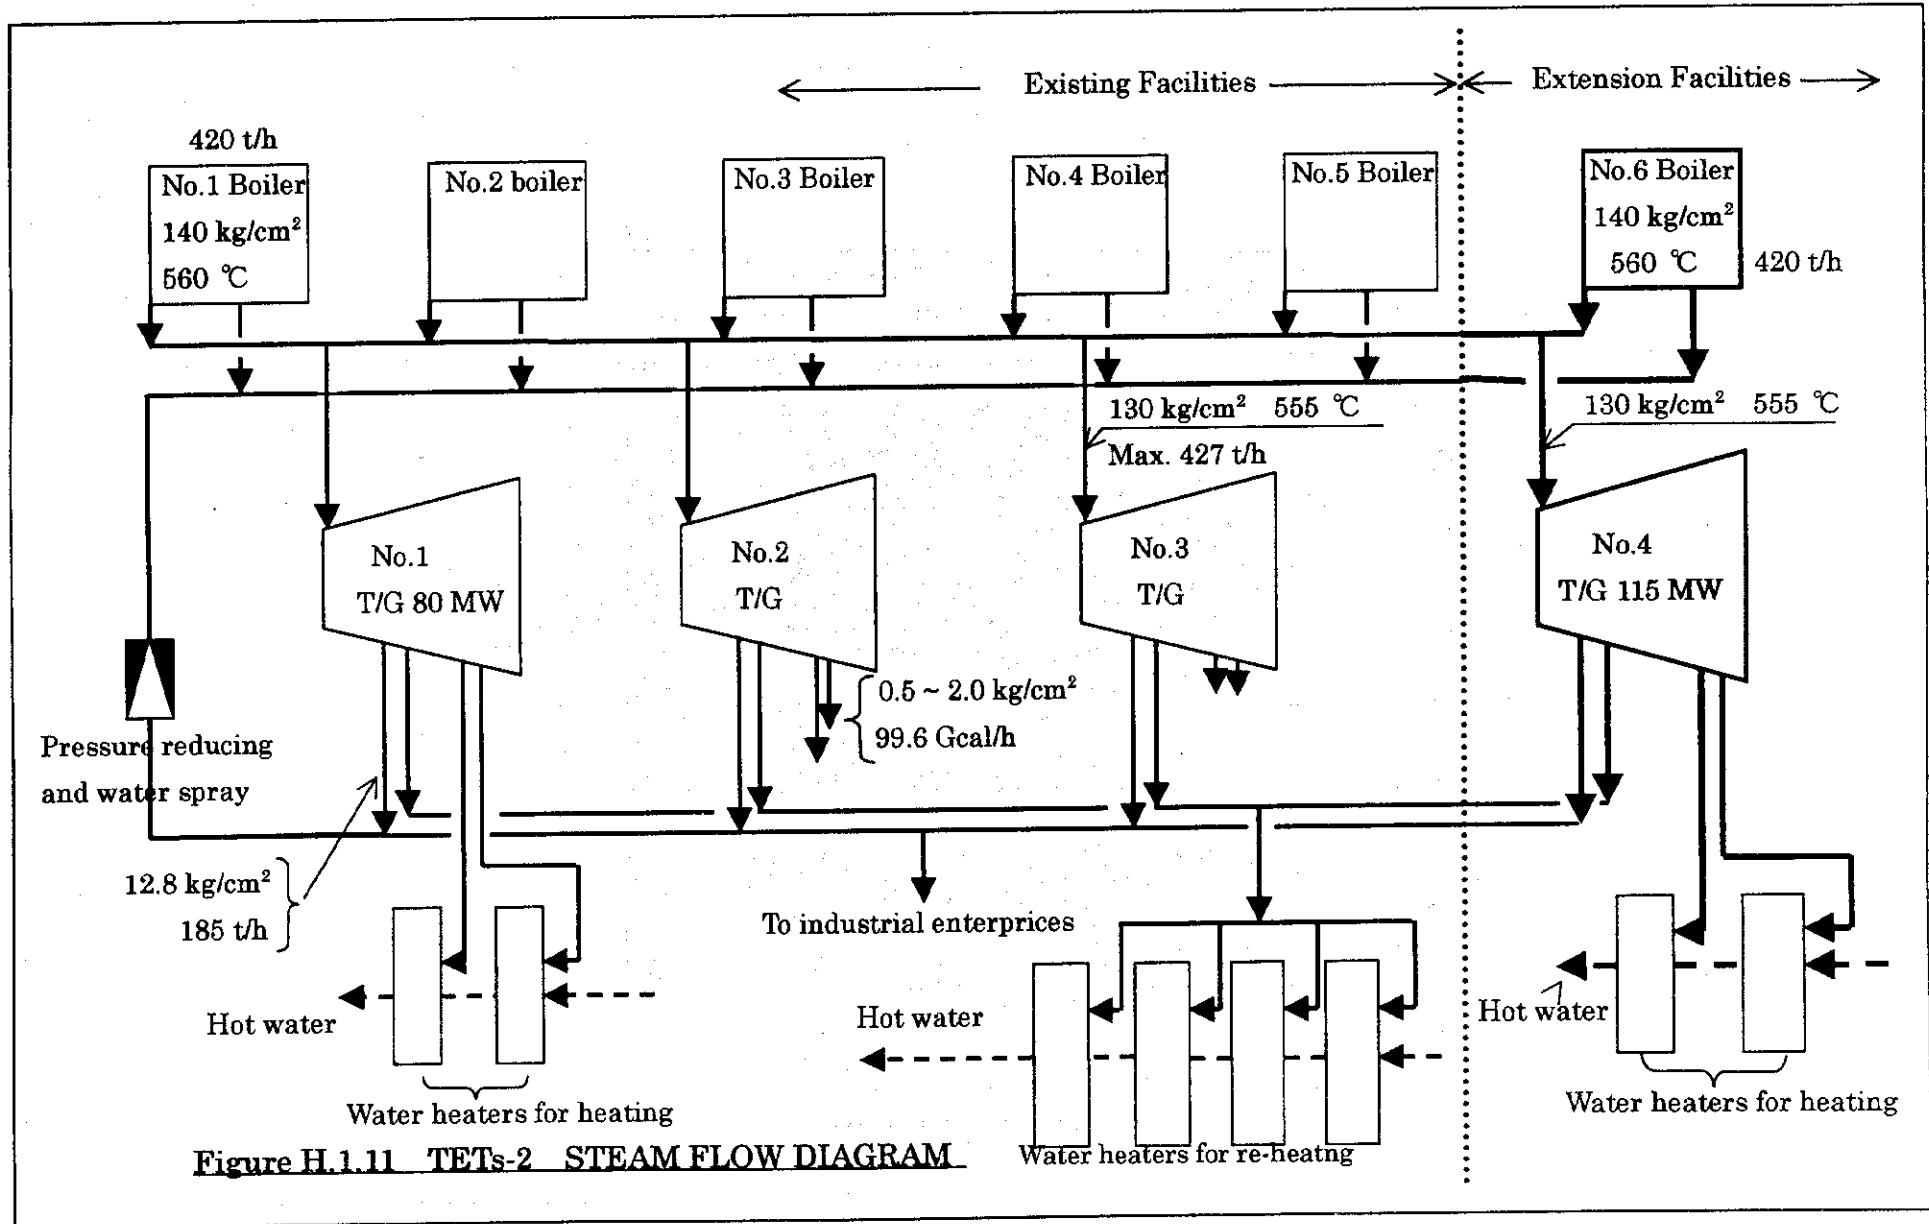 Existing Facilities
Extension Facilities
420 t/h
No.1 Boiler
140 kg/cm²
560 ℃
No.2 boiler
No.3 Boiler
No.4 Boiler
No.5 Boiler
No.6 Boiler
140 kg/cm²
560 ℃
420 t/h
130 kg/cm² 555 ℃
Max. 427 t/h
130 kg/cm² 555 ℃
No.1
T/G 80 MW
No.2
T/G
No.3
T/G
No.4
T/G 115 MW
0.5 ~ 2.0 kg/cm²
99.6 Gcal/h
Pressure reducing
and water spray
12.8 kg/cm²
185 t/h
To industrial enterprices
Hot water
Hot water
Hot water
Water heaters for heating
Water heaters for re-heatng
Water heaters for heating
Figure H.1.11 TETs-2 STEAM FLOW DIAGRAM